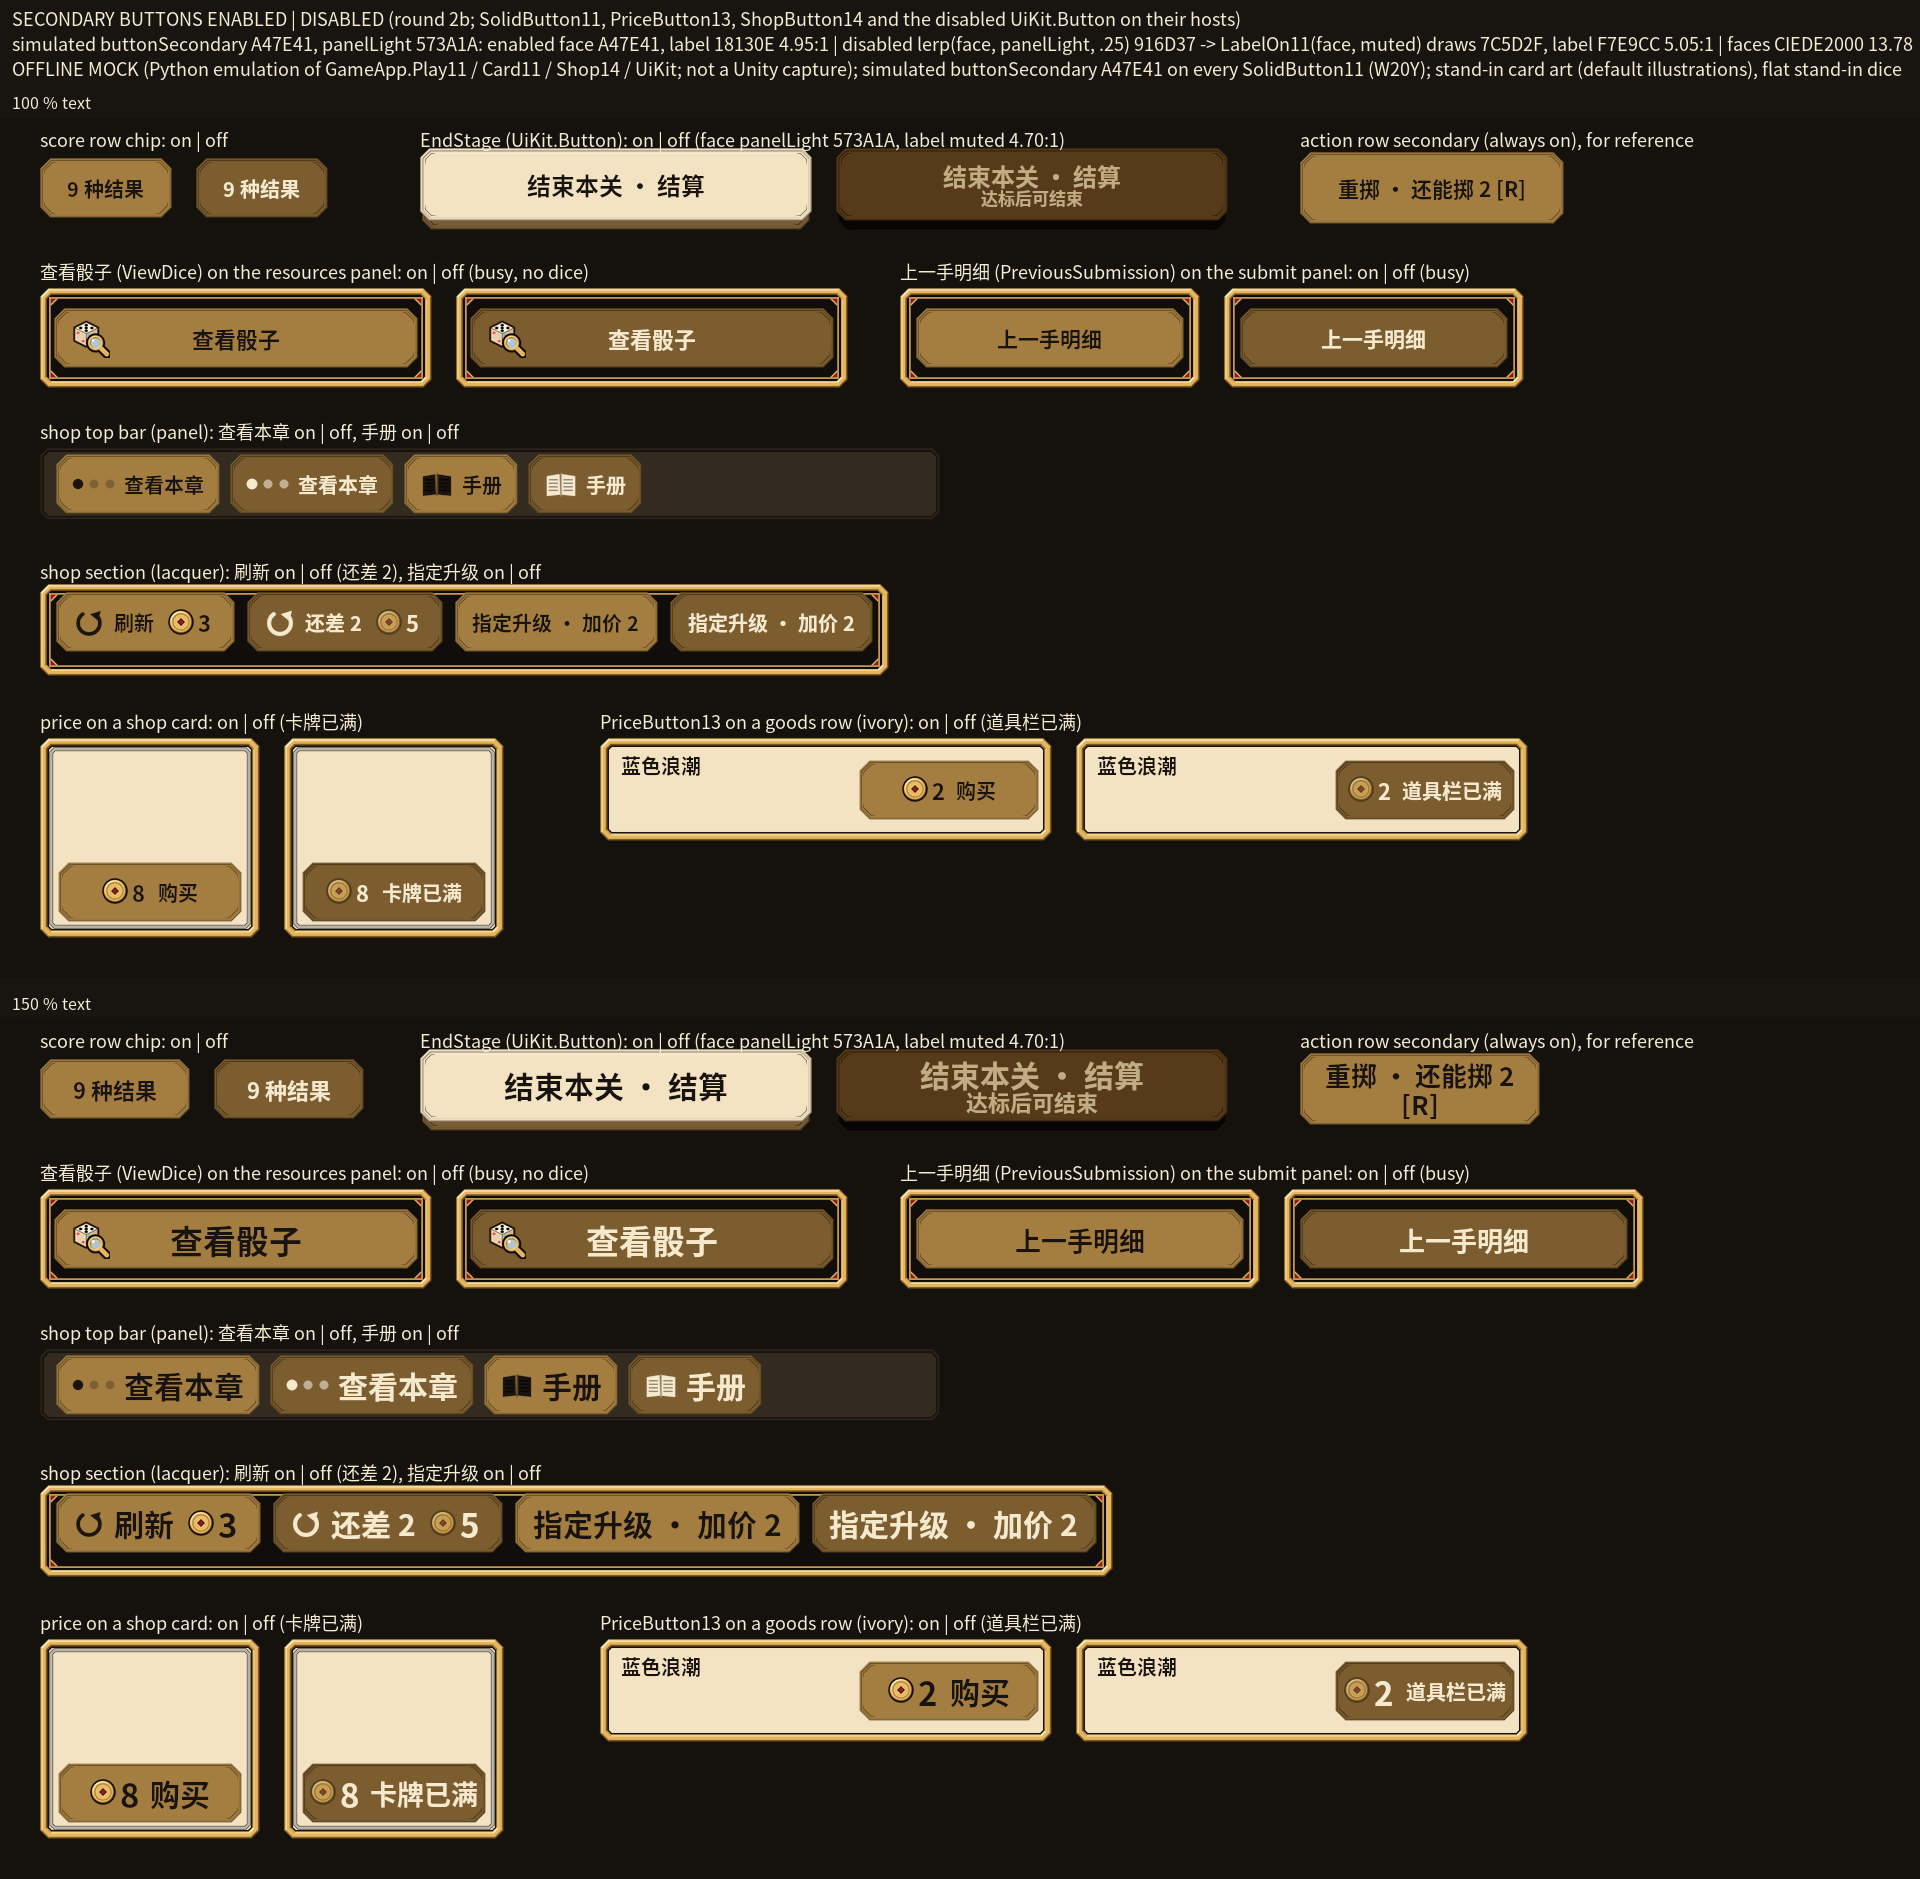 SECONDARY BUTTONS ENABLED | DISABLED (round 2b; SolidButton11, PriceButton13, ShopButton14 and the disabled UiKit.Button on their hosts)
simulated buttonSecondary A47E41, panelLight 573A1A: enabled face A47E41, label 18130E 4.95:1 | disabled lerp(face, panelLight, .25) 916D37 -> LabelOn11(face, muted) draws 7C5D2F, label F7E9CC 5.05:1 | faces CIEDE2000 13.78
OFFLINE MOCK (Python emulation of GameApp.Play11 / Card11 / Shop14 / UiKit; not a Unity capture); simulated buttonSecondary A47E41 on every SolidButton11 (W20Y); stand-in card art (default illustrations), flat stand-in dice
100 % text
score row chip: on | off
EndStage (UiKit.Button): on | off (face panelLight 573A1A, label muted 4.70:1)
action row secondary (always on), for reference
9 种结果
9 种结果
结束本关 · 结算
结束本关 · 结算
达标后可结束
重掷 · 还能掷 2 [R]
查看骰子 (ViewDice) on the resources panel: on | off (busy, no dice)
上一手明细 (PreviousSubmission) on the submit panel: on | off (busy)
查看骰子
查看骰子
上一手明细
上一手明细
shop top bar (panel): 查看本章 on | off, 手册 on | off
查看本章
查看本章
手册
手册
shop section (lacquer): 刷新 on | off (还差 2), 指定升级 on | off
刷新 3
还差 2 5
指定升级 · 加价 2
指定升级 · 加价 2
price on a shop card: on | off (卡牌已满)
PriceButton13 on a goods row (ivory): on | off (道具栏已满)
蓝色浪潮
2 购买
蓝色浪潮
2 道具栏已满
8 购买
8 卡牌已满
150 % text
score row chip: on | off
EndStage (UiKit.Button): on | off (face panelLight 573A1A, label muted 4.70:1)
action row secondary (always on), for reference
9 种结果
9 种结果
结束本关 · 结算
结束本关 · 结算
达标后可结束
重掷 · 还能掷 2
[R]
查看骰子 (ViewDice) on the resources panel: on | off (busy, no dice)
上一手明细 (PreviousSubmission) on the submit panel: on | off (busy)
查看骰子
查看骰子
上一手明细
上一手明细
shop top bar (panel): 查看本章 on | off, 手册 on | off
查看本章
查看本章
手册
手册
shop section (lacquer): 刷新 on | off (还差 2), 指定升级 on | off
刷新 3
还差 2 5
指定升级 · 加价 2
指定升级 · 加价 2
price on a shop card: on | off (卡牌已满)
PriceButton13 on a goods row (ivory): on | off (道具栏已满)
蓝色浪潮
2 购买
蓝色浪潮
2 道具栏已满
8 购买
8 卡牌已满